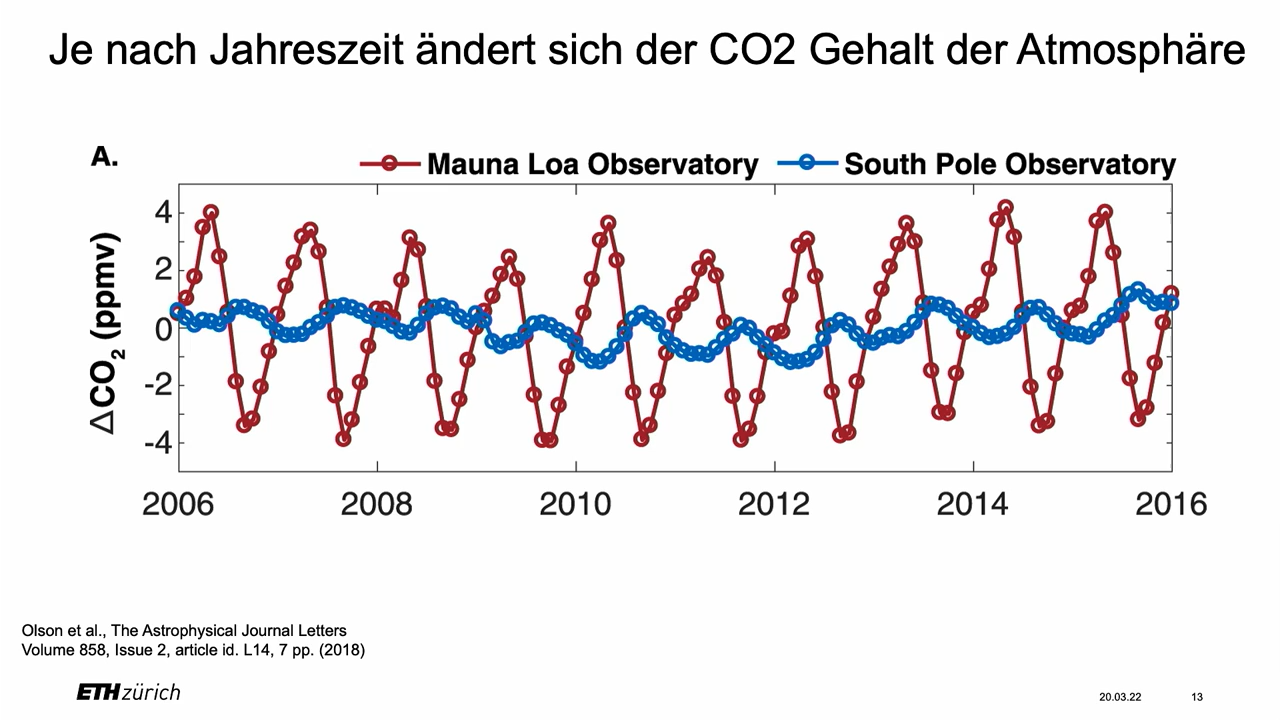 Je nach Jahreszeit ändert sich der CO2 Gehalt der Atmosphäre
A.
Mauna Loa Observatory
South Pole Observatory
ΔCO₂ (ppmv)
4
2
0
-2
-4
2006 2008 2010 2012 2014 2016
Olson et al., The Astrophysical Journal Letters
Volume 858, Issue 2, article id. L14, 7 pp. (2018)
ETH zürich
20.03.22
13